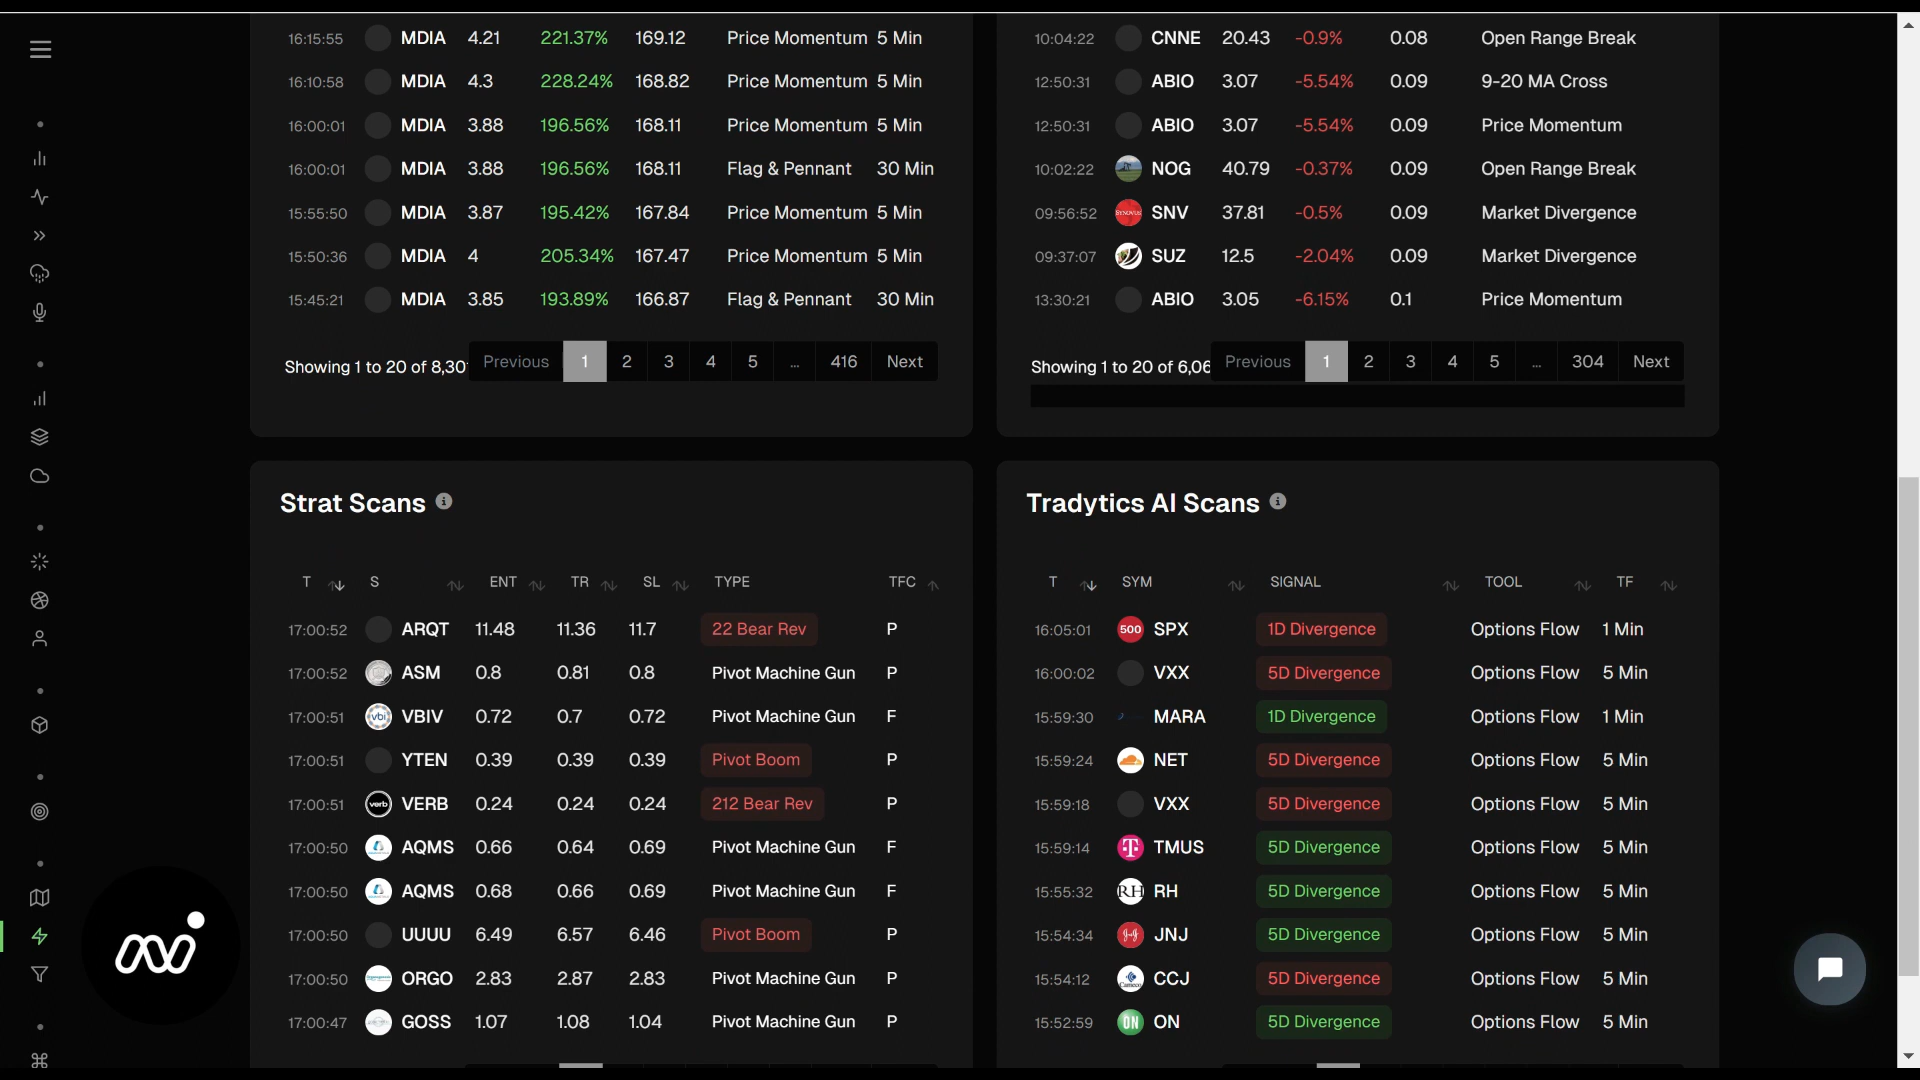 16:15:55 MDIA 4.21 221.37% 169.12 Price Momentum 5 Min
16:10:58 MDIA 4.3 228.24% 168.82 Price Momentum 5 Min
16:00:01 MDIA 3.88 196.56% 168.11 Price Momentum 5 Min
16:00:01 MDIA 3.88 196.56% 168.11 Flag & Pennant 30 Min
15:55:50 MDIA 3.87 195.42% 167.84 Price Momentum 5 Min
15:50:36 MDIA 4 205.34% 167.47 Price Momentum 5 Min
15:45:21 MDIA 3.85 193.89% 166.87 Flag & Pennant 30 Min
Showing 1 to 20 of 8,30 Previous 1 2 3 4 5 ... 416 Next
10:04:22 CNNE 20.43 -0.9% 0.08 Open Range Break
12:50:31 ABIO 3.07 -5.54% 0.09 9-20 MA Cross
12:50:31 ABIO 3.07 -5.54% 0.09 Price Momentum
10:02:22 NOG 40.79 -0.37% 0.09 Open Range Break
09:56:52 SNV 37.81 -0.5% 0.09 Market Divergence
09:37:07 SUZ 12.5 -2.04% 0.09 Market Divergence
13:30:21 ABIO 3.05 -6.15% 0.1 Price Momentum
Showing 1 to 20 of 6,06 Previous 1 2 3 4 5 ... 304 Next
Strat Scans
T S ENT TR SL TYPE TFC
17:00:52 ARQT 11.48 11.36 11.7 22 Bear Rev P
17:00:52 ASM 0.8 0.81 0.8 Pivot Machine Gun P
17:00:51 vbi VBIV 0.72 0.7 0.72 Pivot Machine Gun F
17:00:51 YTEN 0.39 0.39 0.39 Pivot Boom P
17:00:51 verb VERB 0.24 0.24 0.24 212 Bear Rev P
17:00:50 AQMS 0.66 0.64 0.69 Pivot Machine Gun F
17:00:50 AQMS 0.68 0.66 0.69 Pivot Machine Gun F
17:00:50 UUUU 6.49 6.57 6.46 Pivot Boom P
17:00:50 ORGO 2.83 2.87 2.83 Pivot Machine Gun P
17:00:47 GOSS 1.07 1.08 1.04 Pivot Machine Gun P
Tradytics AI Scans
T SYM SIGNAL TOOL TF
16:05:01 500 SPX 1D Divergence Options Flow 1 Min
16:00:02 VXX 5D Divergence Options Flow 5 Min
15:59:30 MARA 1D Divergence Options Flow 1 Min
15:59:24 NET 5D Divergence Options Flow 5 Min
15:59:18 VXX 5D Divergence Options Flow 5 Min
15:59:14 T TMUS 5D Divergence Options Flow 5 Min
15:55:32 RH RH 5D Divergence Options Flow 5 Min
15:54:34 JNJ 5D Divergence Options Flow 5 Min
15:54:12 Cameco CCJ 5D Divergence Options Flow 5 Min
15:52:59 ON ON 5D Divergence Options Flow 5 Min